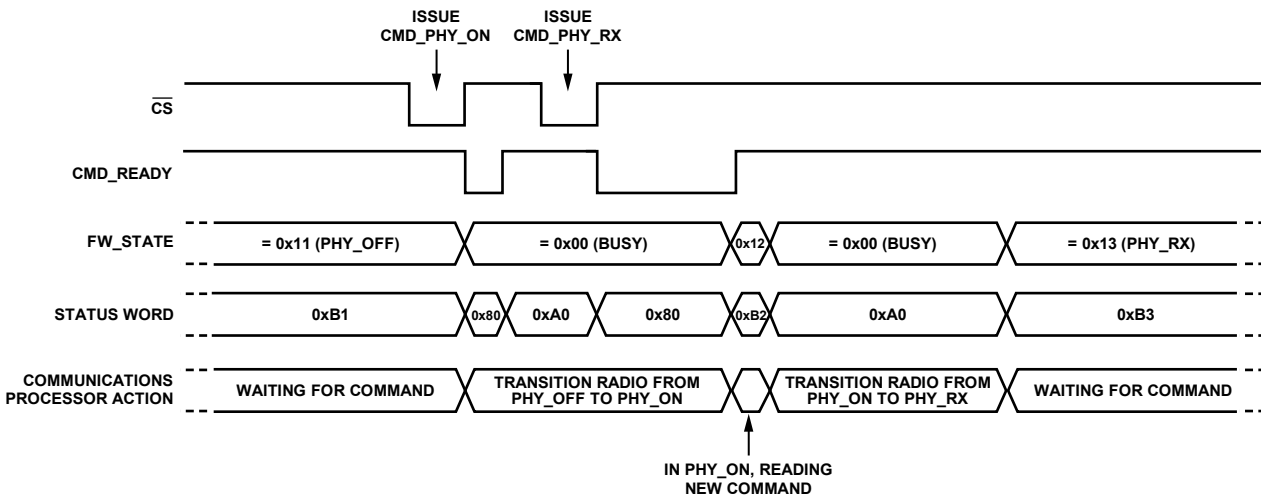 ISSUE
CMD_PHY_ON
ISSUE
CMD_PHY_RX
CS
CMD_READY
FW_STATE
= 0x11 (PHY_OFF)
= 0x00 (BUSY)
0x12
= 0x00 (BUSY)
= 0x13 (PHY_RX)
STATUS WORD
0xB1
0x80
0xA0
0x80
0xB2
0xA0
0xB3
COMMUNICATIONS
PROCESSOR ACTION
WAITING FOR COMMAND
TRANSITION RADIO FROM
PHY_OFF TO PHY_ON
TRANSITION RADIO FROM
PHY_ON TO PHY_RX
WAITING FOR COMMAND
IN PHY_ON, READING
NEW COMMAND